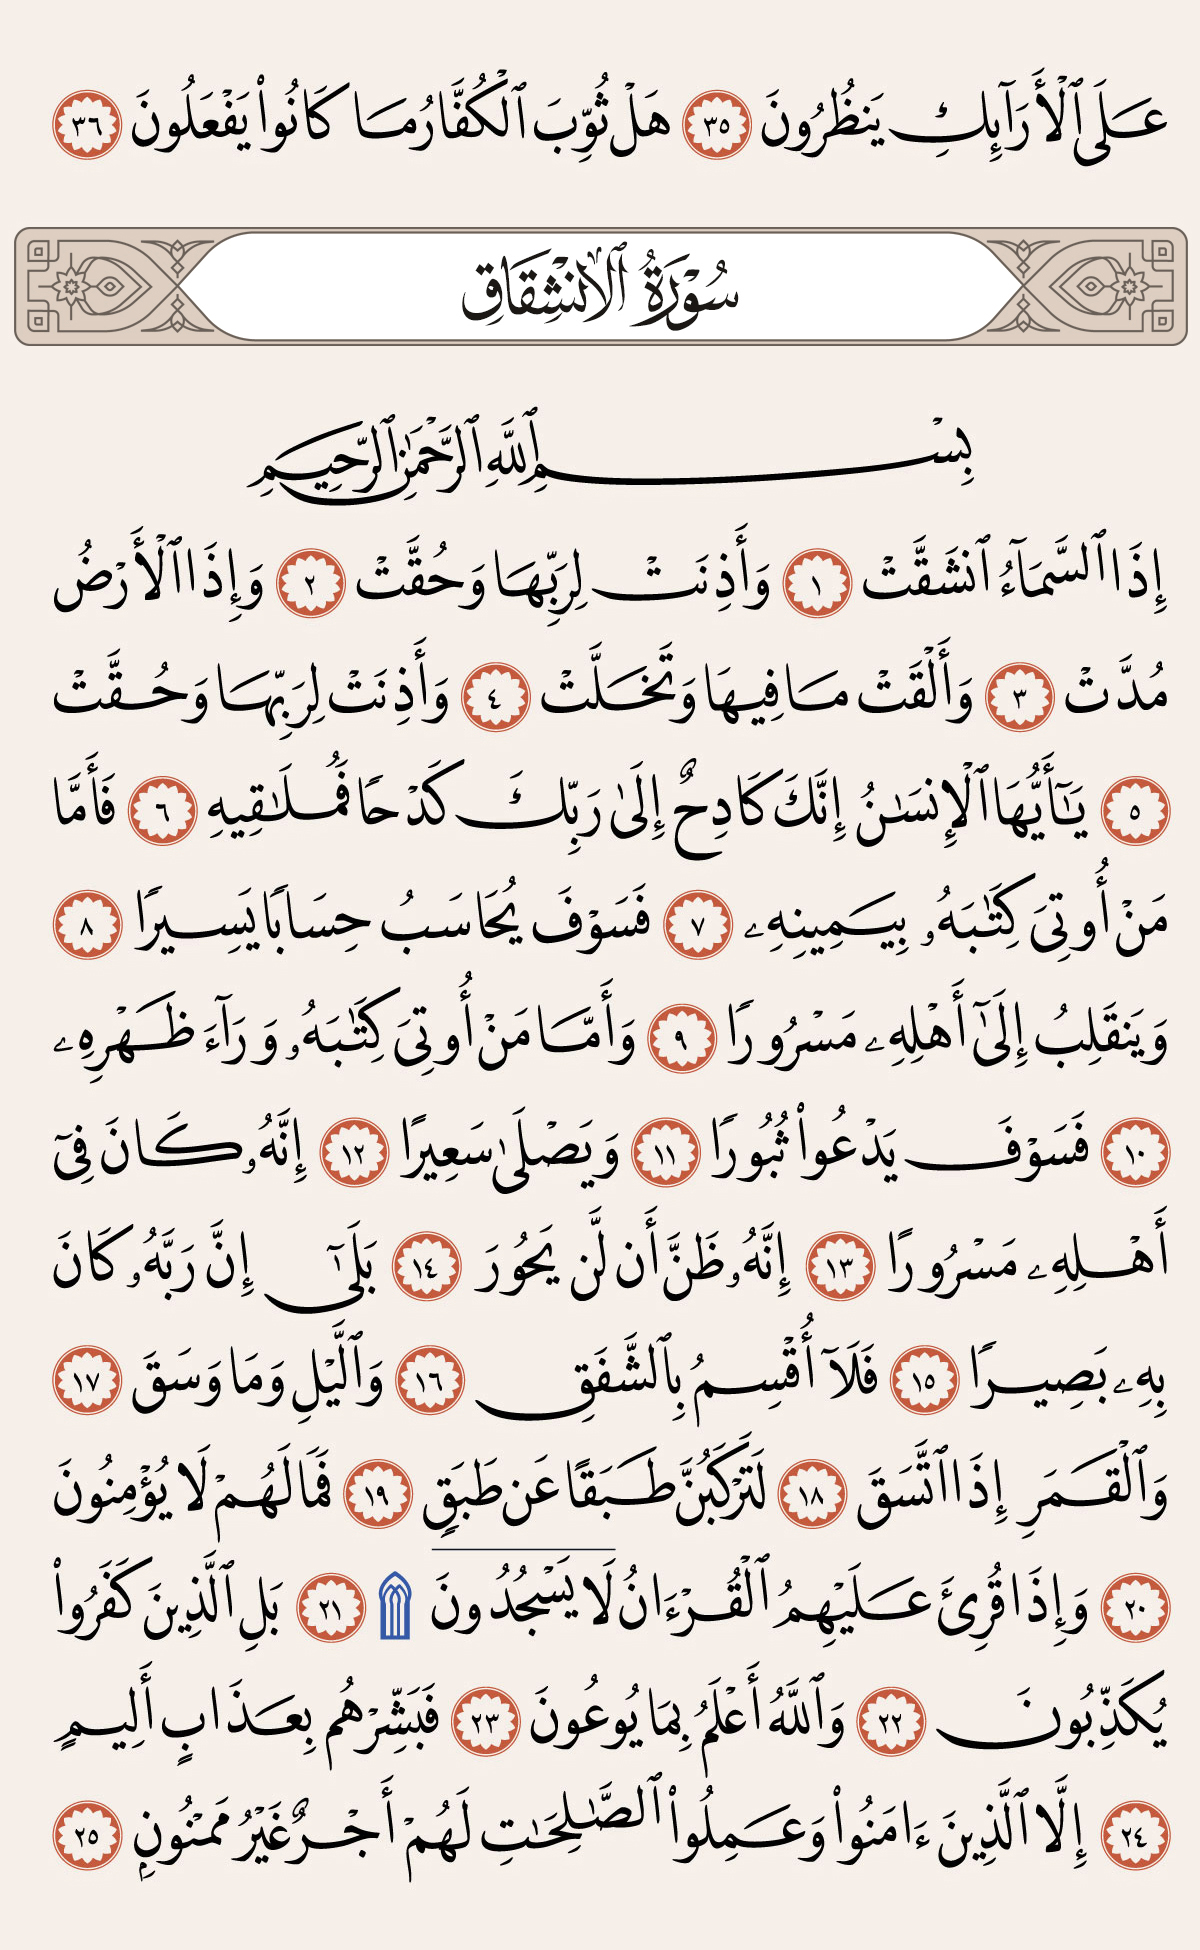 عَلَى ٱلْأَرَآئِكِ يَنظُرُونَ ٣٥ هَلْ ثُوِّبَ ٱلْكُفَّارُ مَا كَانُوا۟ يَفْعَلُونَ ٣٦
سُورَةُ ٱلِانْشِقَاقِ
بِسْمِ ٱللَّهِ ٱلرَّحْمَٰنِ ٱلرَّحِيمِ
إِذَا ٱلسَّمَآءُ ٱنشَقَّتْ ١ وَأَذِنَتْ لِرَبِّهَا وَحُقَّتْ ٢ وَإِذَا ٱلْأَرْضُ
مُدَّتْ ٣ وَأَلْقَتْ مَا فِيهَا وَتَخَلَّتْ ٤ وَأَذِنَتْ لِرَبِّهَا وَحُقَّتْ
٥ يَٰٓأَيُّهَا ٱلْإِنسَٰنُ إِنَّكَ كَادِحٌ إِلَىٰ رَبِّكَ كَدْحًا فَمُلَٰقِيهِ ٦ فَأَمَّا
مَنْ أُوتِىَ كِتَٰبَهُۥ بِيَمِينِهِۦ ٧ فَسَوْفَ يُحَاسَبُ حِسَابًا يَسِيرًا ٨
وَيَنقَلِبُ إِلَىٰٓ أَهْلِهِۦ مَسْرُورًا ٩ وَأَمَّا مَنْ أُوتِىَ كِتَٰبَهُۥ وَرَآءَ ظَهْرِهِۦ
١٠ فَسَوْفَ يَدْعُوا۟ ثُبُورًا ١١ وَيَصْلَىٰ سَعِيرًا ١٢ إِنَّهُۥ كَانَ فِىٓ
أَهْلِهِۦ مَسْرُورًا ١٣ إِنَّهُۥ ظَنَّ أَن لَّن يَحُورَ ١٤ بَلَىٰٓ إِنَّ رَبَّهُۥ كَانَ
بِهِۦ بَصِيرًا ١٥ فَلَآ أُقْسِمُ بِٱلشَّفَقِ ١٦ وَٱلَّيْلِ وَمَا وَسَقَ ١٧
وَٱلْقَمَرِ إِذَا ٱتَّسَقَ ١٨ لَتَرْكَبُنَّ طَبَقًا عَن طَبَقٍ ١٩ فَمَا لَهُمْ لَا يُؤْمِنُونَ
٢٠ وَإِذَا قُرِئَ عَلَيْهِمُ ٱلْقُرْءَانُ لَا يَسْجُدُونَ ۩ ٢١ بَلِ ٱلَّذِينَ كَفَرُوا۟
يُكَذِّبُونَ ٢٢ وَٱللَّهُ أَعْلَمُ بِمَا يُوعُونَ ٢٣ فَبَشِّرْهُم بِعَذَابٍ أَلِيمٍ
٢٤ إِلَّا ٱلَّذِينَ ءَامَنُوا۟ وَعَمِلُوا۟ ٱلصَّٰلِحَٰتِ لَهُمْ أَجْرٌ غَيْرُ مَمْنُونٍۭ ٢٥